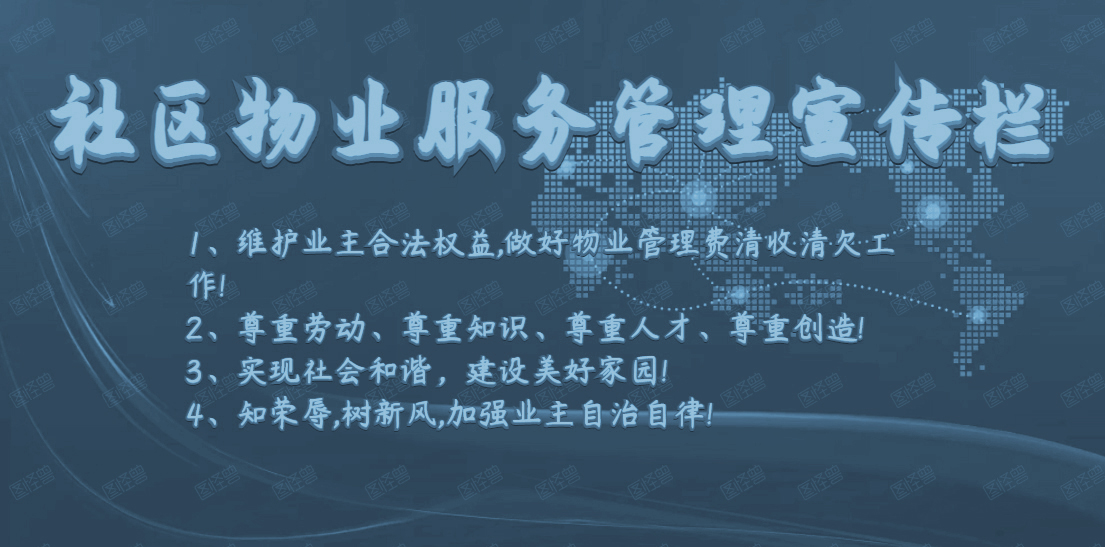 社区物业服务管理宣传栏
1、维护业主合法权益,做好物业管理费清收清欠工
作!
2、尊重劳动、尊重知识、尊重人才、尊重创造!
3、实现社会和谐，建设美好家园!
4、知荣辱,树新风,加强业主自治自律!